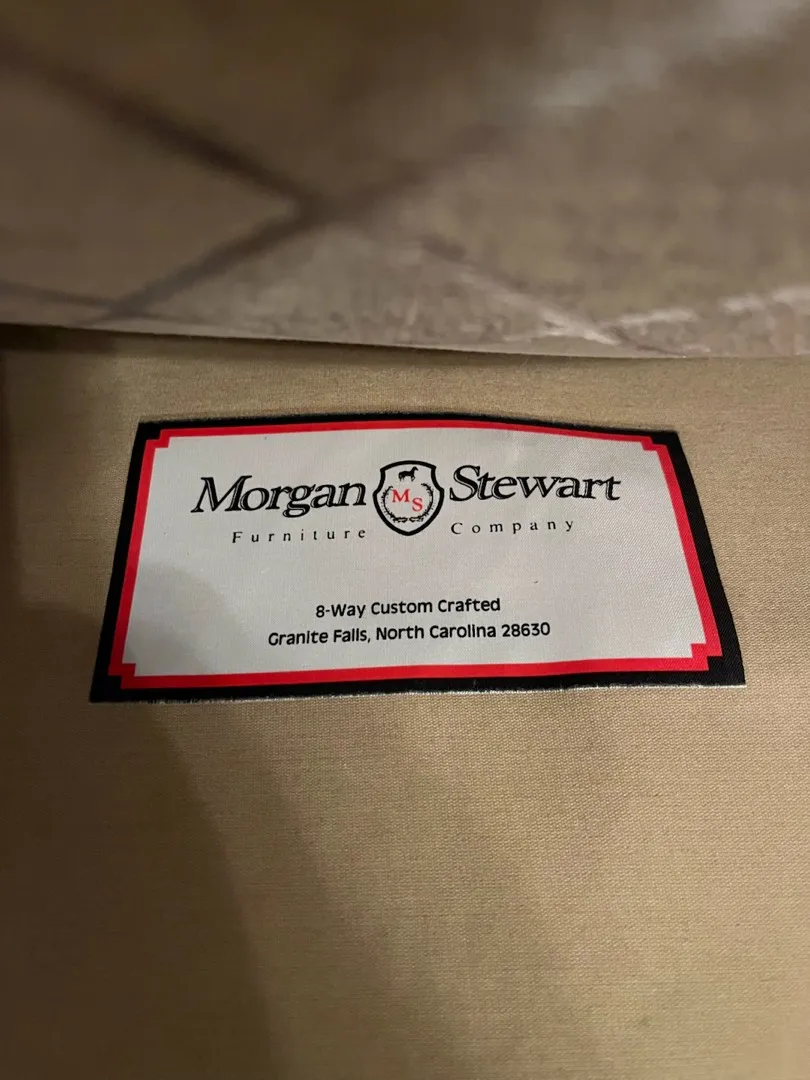 Morgan MS Stewart
Furniture Company
8-Way Custom Crafted
Granite Falls, North Carolina 28630